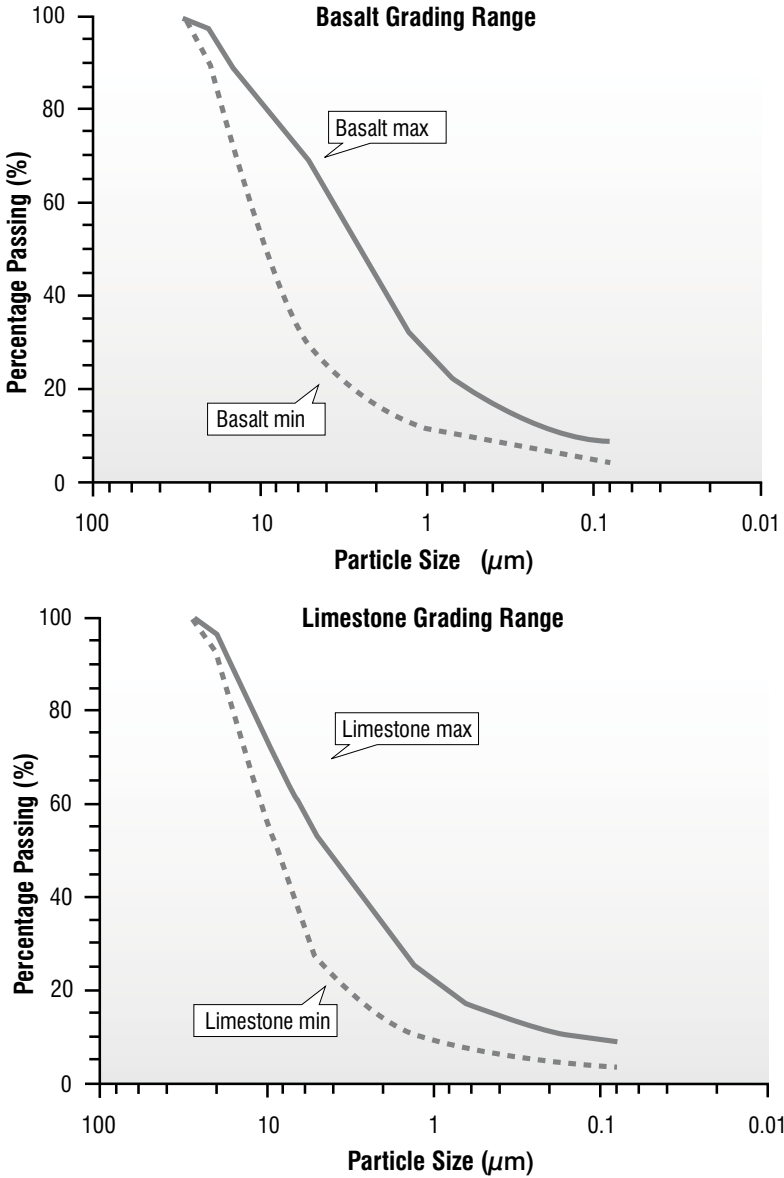 Basalt Grading Range
Percentage Passing (%)
100
80
60
40
20
0
Basalt max
Basalt min
100 10 1 0.1 0.01
Particle Size (μm)
Limestone Grading Range
Percentage Passing (%)
100
80
60
40
20
0
Limestone max
Limestone min
100 10 1 0.1 0.01
Particle Size (μm)